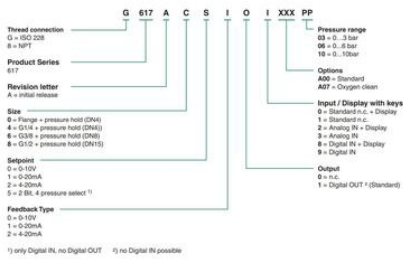 G 617 A C S I O I XXX PP
Thread connection
G = ISO 228
8 = NPT
Product Series
617
Revision letter
A = initial release
Size
0 = Flange + pressure hold (DN4)
4 = G1/4 + pressure hold (DN4))
6 = G3/8 + pressure hold (DN8)
8 = G1/2 + pressure hold (DN15)
Setpoint
0 = 0-10V
1 = 0-20mA
2 = 4-20mA
5 = 2 Bit, 4 pressure select ¹)
Feedback Type
0 = 0-10V
1 = 0-20mA
2 = 4-20mA
Pressure range
03 = 0...3 bar
06 = 0...6 bar
10 = 0...10bar
Options
A00 = Standard
A07 = Oxygen clean
Input / Display with keys
0 = Standard n.c. + Display
1 = Standard n.c.
2 = Analog IN + Display
3 = Analog IN
8 = Digital IN + Display
9 = Digital IN
Output
0 = n.c.
1 = Digital OUT ²) (Standard)
¹) only Digital IN, no Digital OUT ²) no Digital IN possible